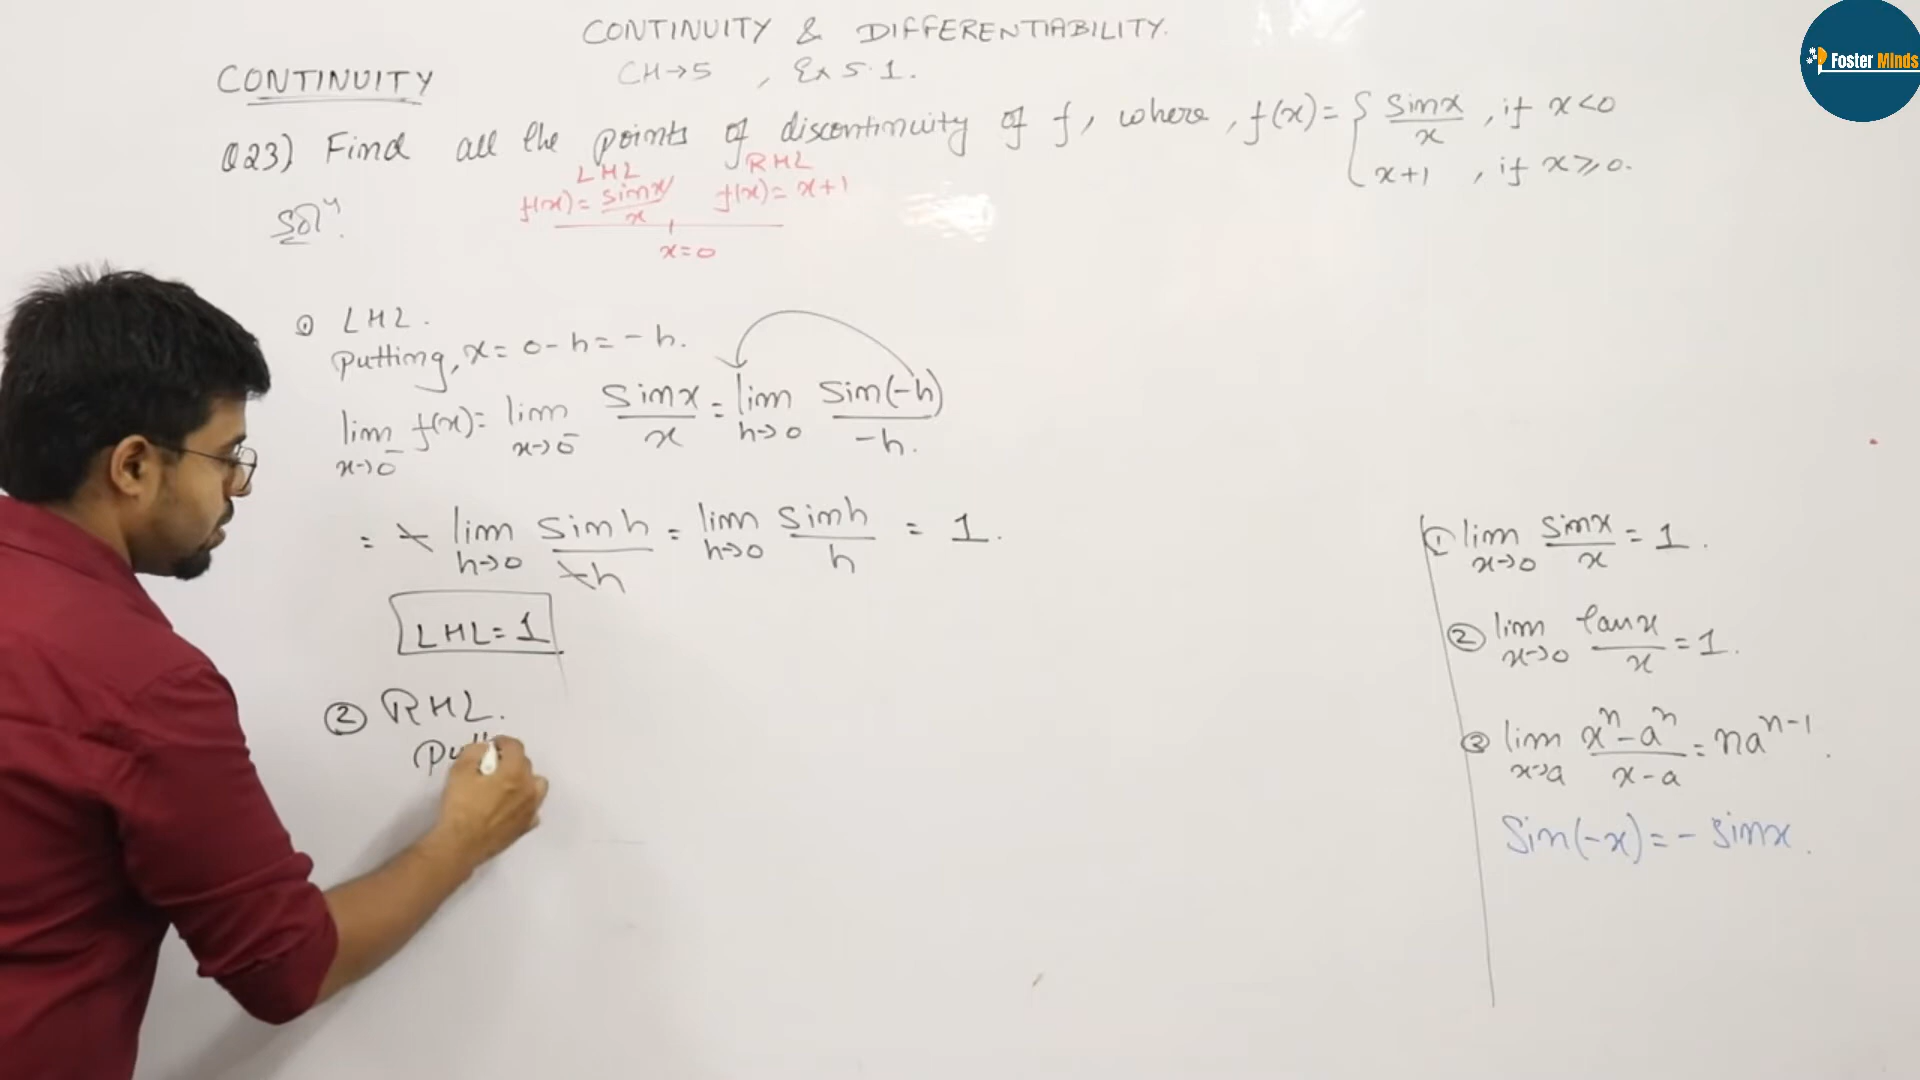 CONTINUITY & DIFFERENTIABILITY.
CH→5 , Ex 5.1.
Foster Minds
CONTINUITY
Q23) Find all the points of discontinuity of f, where, f(x)= { sinx/x , if x<0
x+1 , if x≥0.
Solⁿ.
LHL RHL
f(x)= sinx/x f(x)= x+1
x=0
① LHL.
Putting, x= 0-h= -h.
lim x→0⁻ f(x)= lim x→0⁻ sinx/x = lim h→0 sin(-h)/-h.
= - lim h→0 sinh/-h = lim h→0 sinh/h = 1.
LHL=1
② RHL.
① lim x→0 sinx/x = 1.
② lim x→0 tanx/x = 1.
③ lim x→a xⁿ-aⁿ/x-a = naⁿ⁻¹.
Sin(-x)= - sinx.